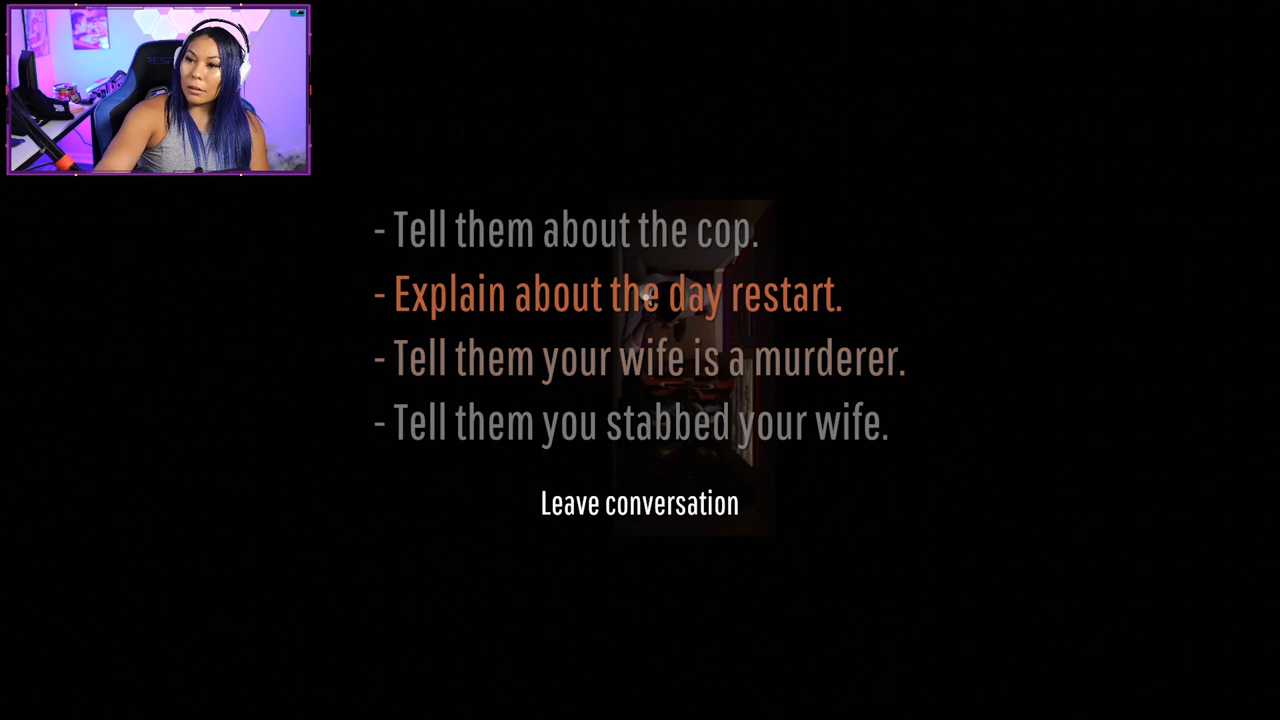 - Tell them about the cop.
- Explain about the day restart.
- Tell them your wife is a murderer.
- Tell them you stabbed your wife.
Leave conversation